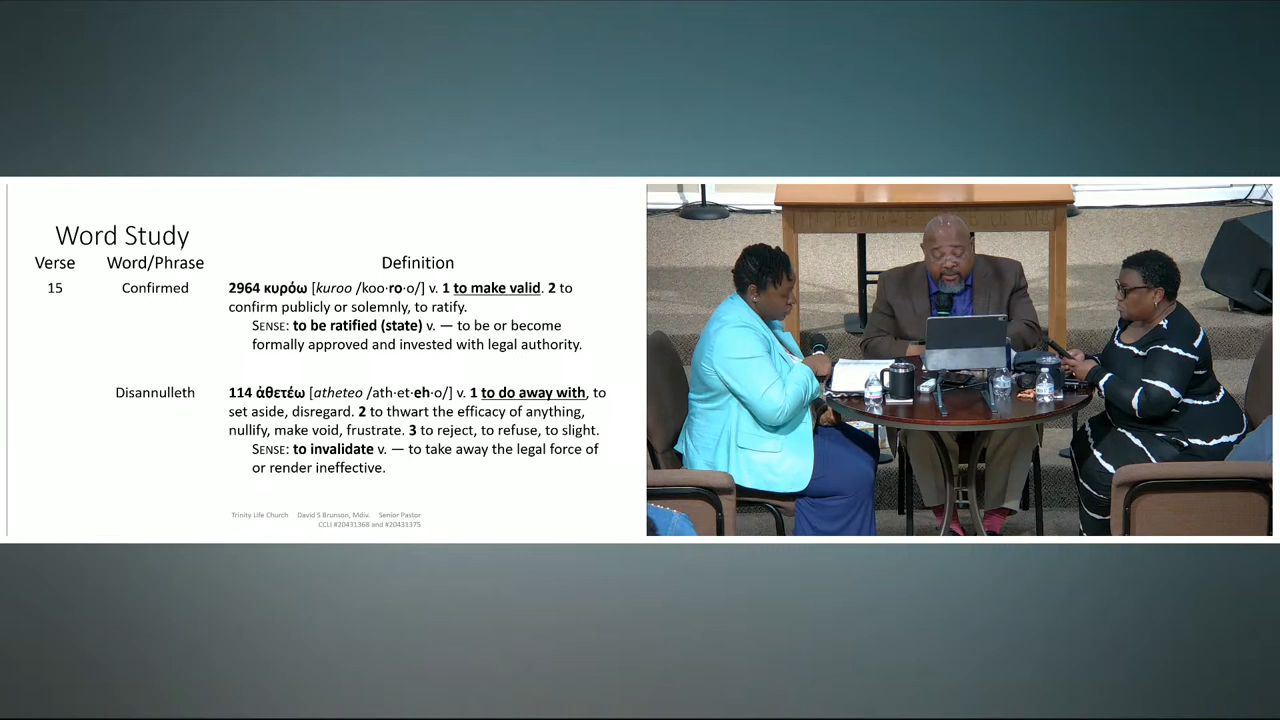 Word Study
Verse Word/Phrase Definition
15 Confirmed 2964 κυρόω [kuroo /koo·ro·o/] v. 1 to make valid. 2 to
confirm publicly or solemnly, to ratify.
SENSE: to be ratified (state) v. — to be or become
formally approved and invested with legal authority.
Disannulleth 114 ἀθετέω [atheteo /ath·et·eh·o/] v. 1 to do away with, to
set aside, disregard. 2 to thwart the efficacy of anything,
nullify, make void, frustrate. 3 to reject, to refuse, to slight.
SENSE: to invalidate v. — to take away the legal force of
or render ineffective.
Trinity Life Church David S Brunson, Mdiv. Senior Pastor
CCLI #20431368 and #20431375